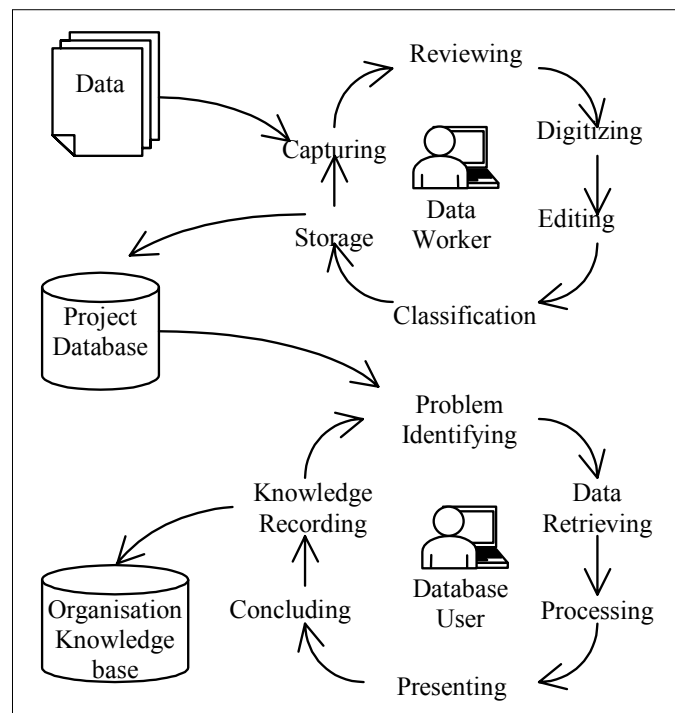 Data
Reviewing
Capturing
Digitizing
Data
Worker
Editing
Storage
Classification
Project
Database
Problem
Identifying
Knowledge
Recording
Data
Retrieving
Database
User
Processing
Concluding
Presenting
Organisation
Knowledge
base